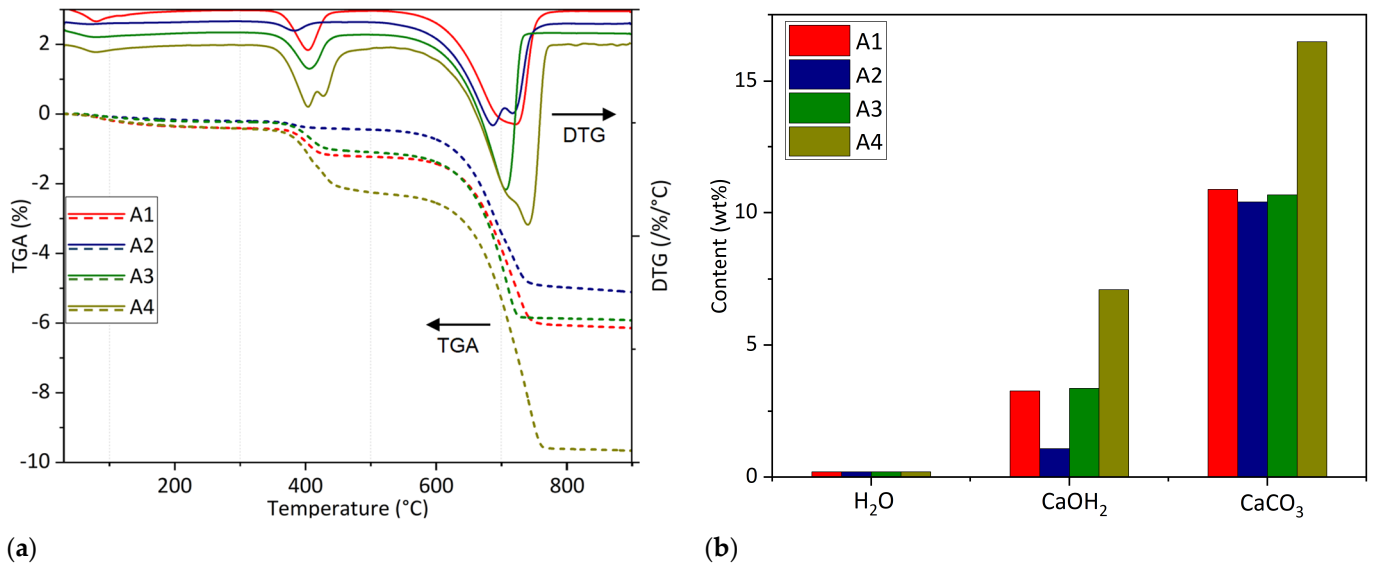 2
0
-2
-4
-6
-8
-10
TGA (%)
200
400
600
800
Temperature (°C)
DTG (/%/°C)
DTG
TGA
A1
A2
A3
A4
(a)
15
10
5
0
Content (wt%)
A1
A2
A3
A4
H₂O
CaOH₂
CaCO₃
(b)